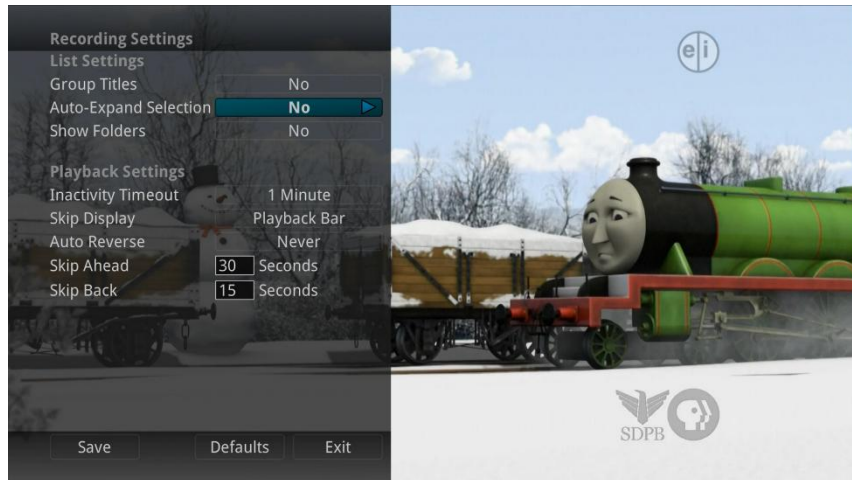 Recording Settings
List Settings
Group Titles No
Auto-Expand Selection No
Show Folders No
Playback Settings
Inactivity Timeout 1 Minute
Skip Display Playback Bar
Auto Reverse Never
Skip Ahead 30 Seconds
Skip Back 15 Seconds
Save Defaults Exit
e/i
SDPB